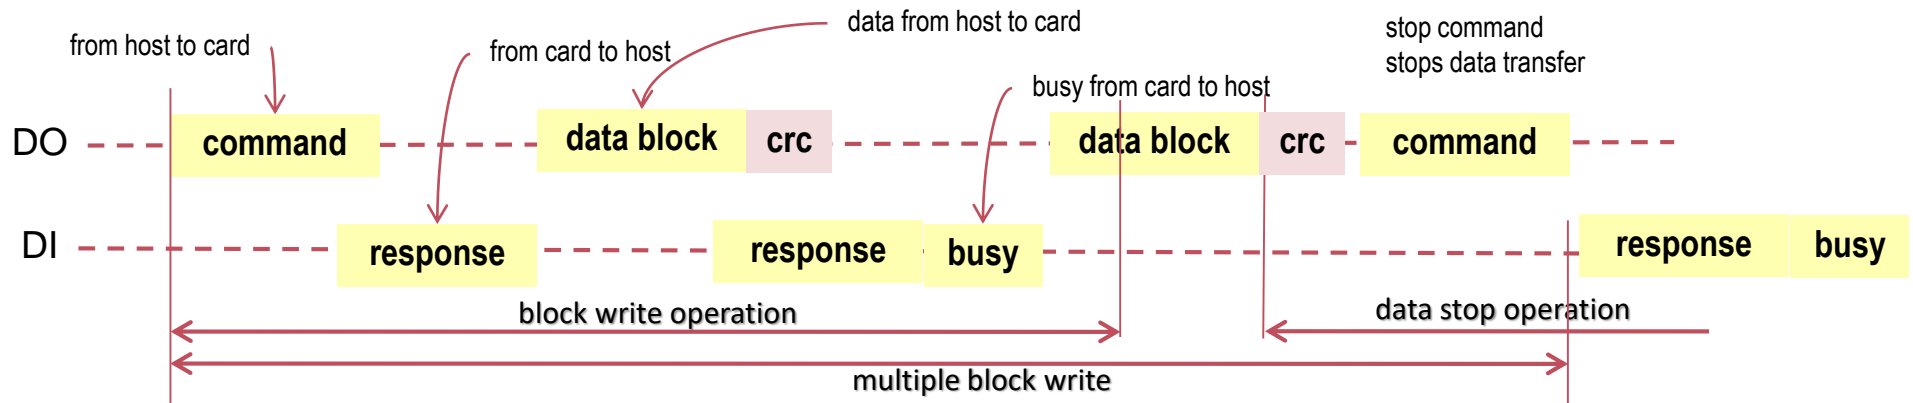 data from host to card
stop command
from host to card
from card to host
stops data transfer
busy from card to host
DO
command
data block
crc
data block
crc
command
DI
response
response
busy
response
busy
block write operation
data stop operation
multiple block write